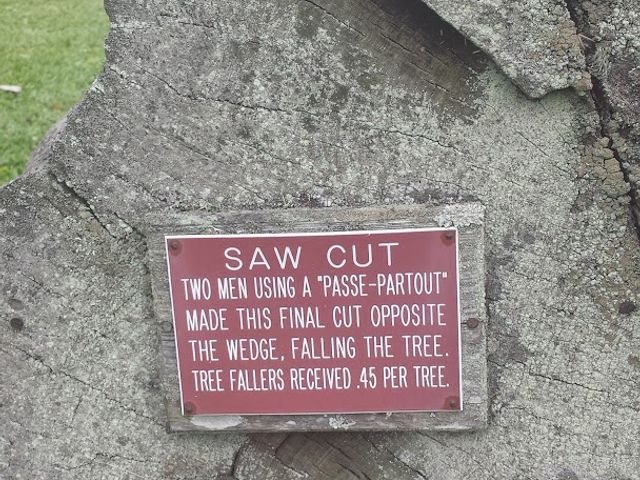 SAW CUT
TWO MEN USING A "PASSE-PARTOUT"
MADE THIS FINAL CUT OPPOSITE
THE WEDGE, FALLING THE TREE.
TREE FALLERS RECEIVED .45 PER TREE.